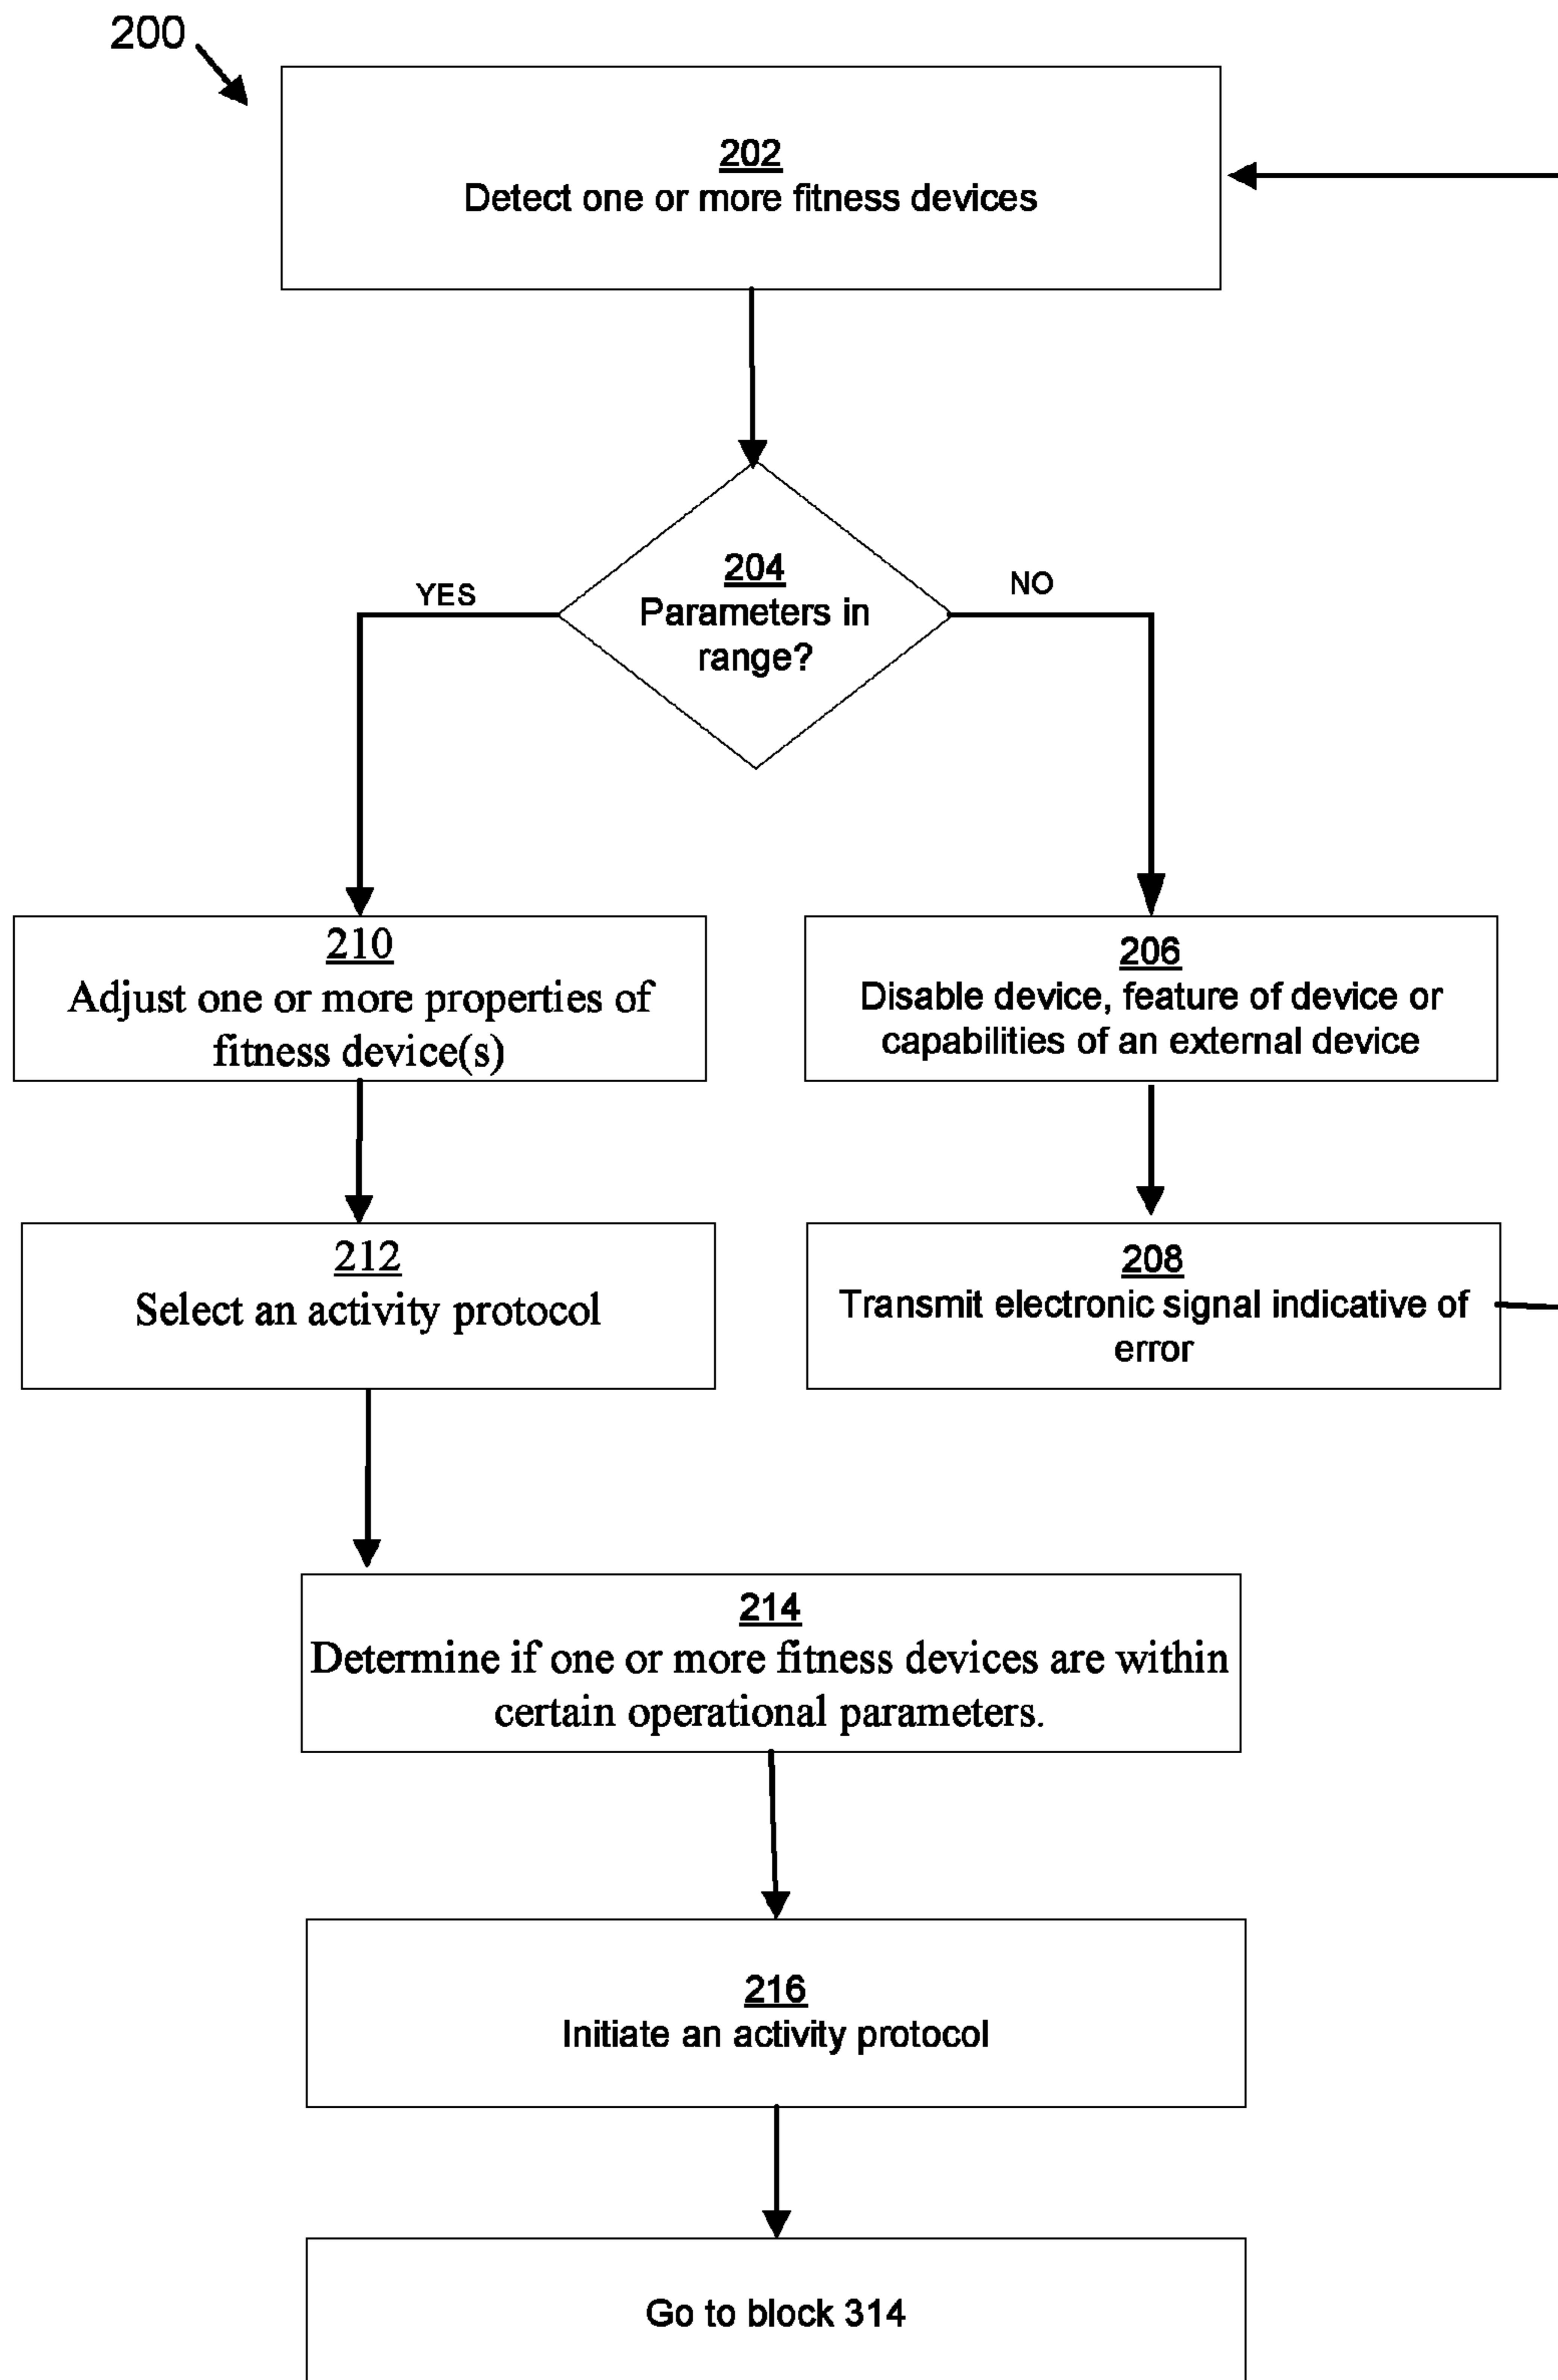 200
202
Detect one or more fitness devices
204
Parameters in
range?
YES
NO
210
Adjust one or more properties of
fitness device(s)
206
Disable device, feature of device or
capabilities of an external device
212
Select an activity protocol
208
Transmit electronic signal indicative of
error
214
Determine if one or more fitness devices are within
certain operational parameters.
216
Initiate an activity protocol
Go to block 314